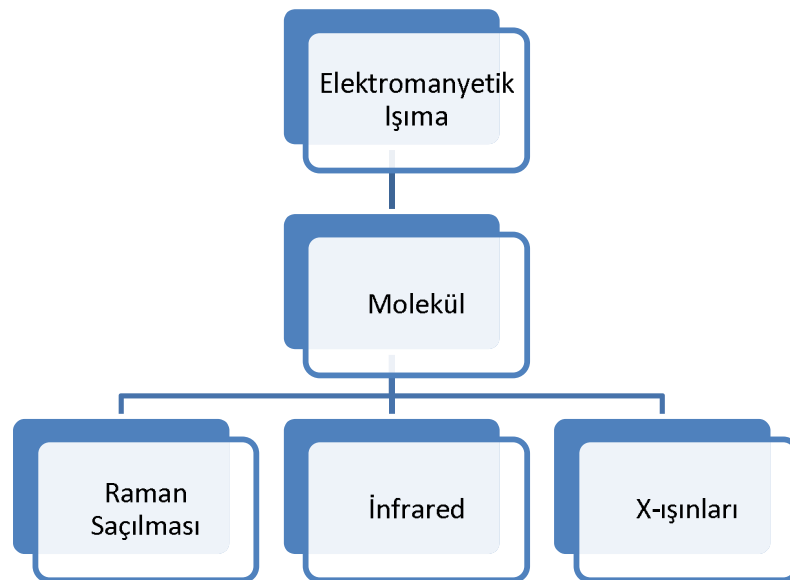 Elektromanyetik
Işıma
Molekül
Raman
Saçılması
İnfrared
X-ışınları